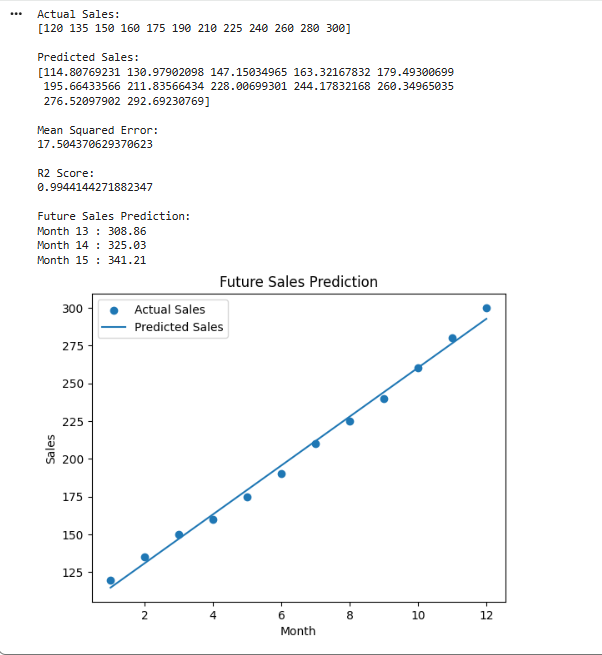 Actual Sales:
[120 135 150 160 175 190 210 225 240 260 280 300]
Predicted Sales:
[114.80769231 130.97902098 147.15034965 163.32167832 179.49300699
195.66433566 211.83566434 228.00699301 244.17832168 260.34965035
276.52097902 292.69230769]
Mean Squared Error:
17.504370629370623
R2 Score:
0.9944144271882347
Future Sales Prediction:
Month 13 : 308.86
Month 14 : 325.03
Month 15 : 341.21
Future Sales Prediction
Actual Sales
Predicted Sales
300
275
250
225
200
175
150
125
Sales
2 4 6 8 10 12
Month